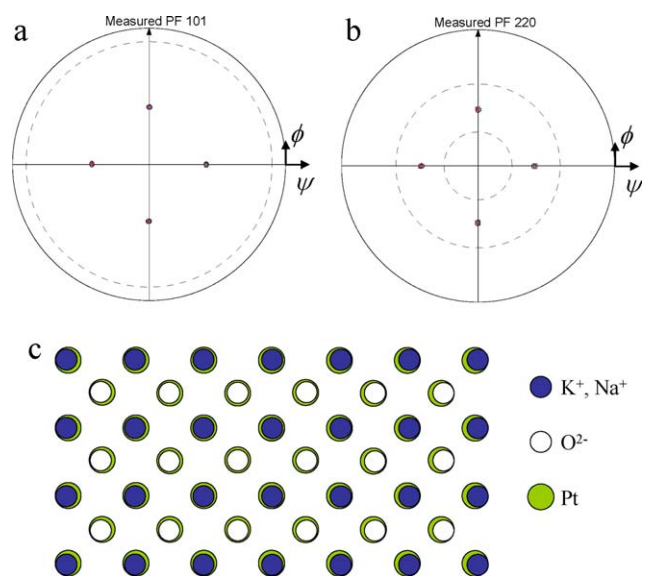 a
Measured PF 101
ϕ
ψ
b
Measured PF 220
ϕ
ψ
c
K⁺, Na⁺
O²⁻
Pt